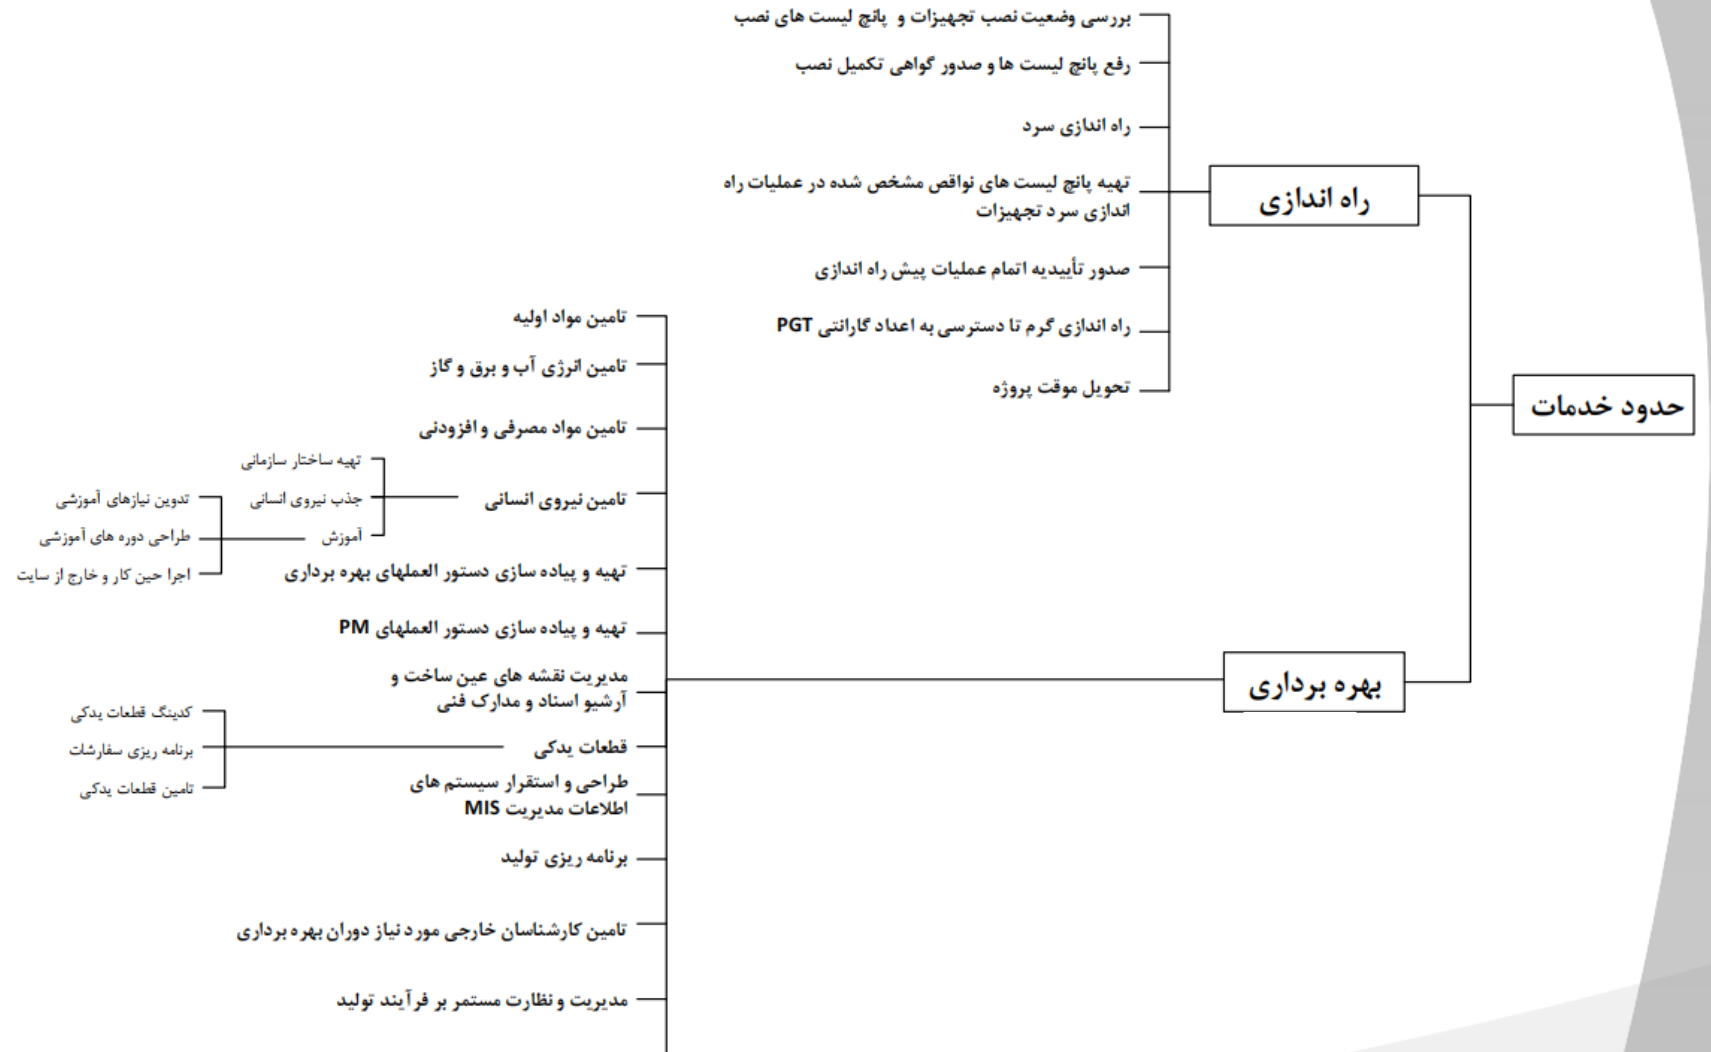 حدود خدمات
راه اندازی
بررسی وضعیت نصب تجهیزات و پانچ لیست های نصب
رفع پانچ لیست ها و صدور گواهی تکمیل نصب
راه اندازی سرد
تهیه پانچ لیست های نواقص مشخص شده در عملیات راه
اندازی سرد تجهیزات
صدور تأییدیه اتمام عملیات پیش راه اندازی
راه اندازی گرم تا دسترسی به اعداد گارانتی PGT
تحویل موقت پروژه
بهره برداری
تامین مواد اولیه
تامین انرژی آب و برق و گاز
تامین مواد مصرفی و افزودنی
تامین نیروی انسانی
تهیه ساختار سازمانی
جذب نیروی انسانی
آموزش
تدوین نیازهای آموزشی
طراحی دوره های آموزشی
اجرا حین کار و خارج از سایت
تهیه و پیاده سازی دستور العملهای بهره برداری
تهیه و پیاده سازی دستور العملهای PM
مدیریت نقشه های عین ساخت و
آرشیو اسناد و مدارک فنی
قطعات یدکی
کدینگ قطعات یدکی
برنامه ریزی سفارشات
تامین قطعات یدکی
طراحی و استقرار سیستم های
اطلاعات مدیریت MIS
برنامه ریزی تولید
تامین کارشناسان خارجی مورد نیاز دوران بهره برداری
مدیریت و نظارت مستمر بر فرآیند تولید